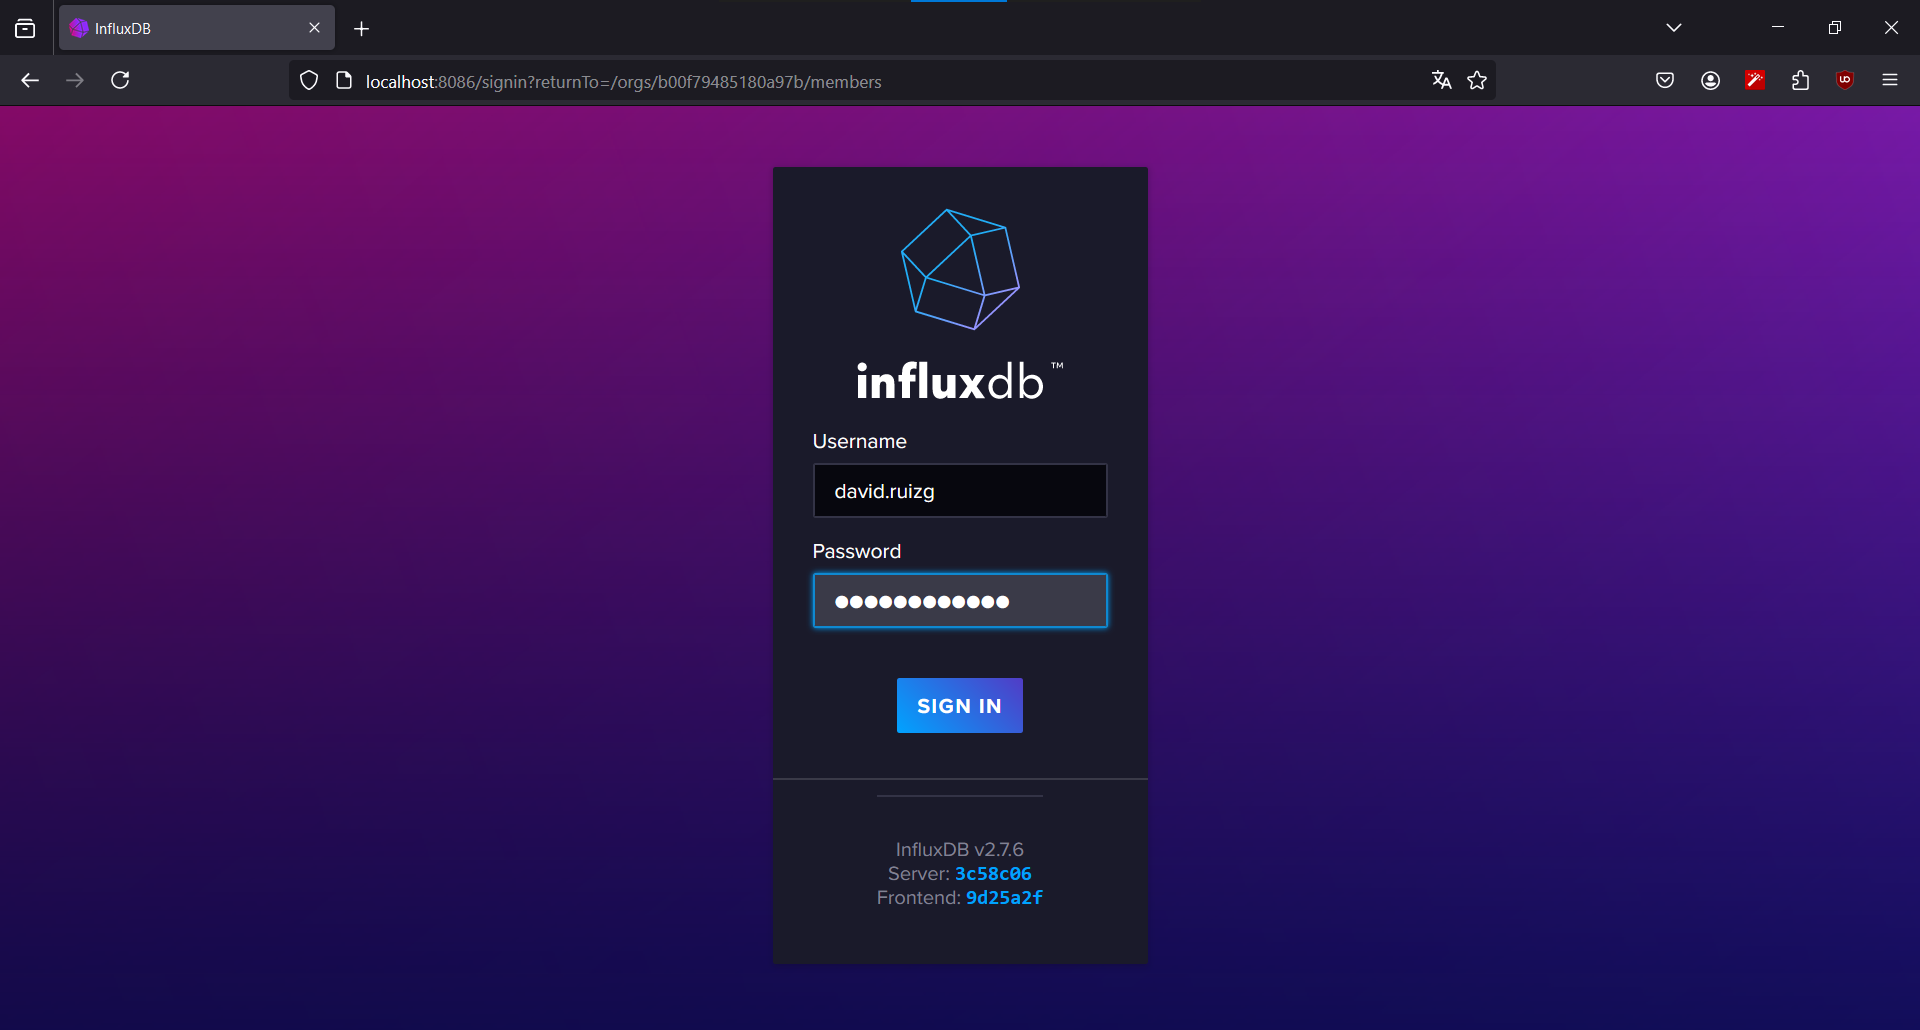 InfluxDB
localhost:8086/signin?returnTo=/orgs/b00f79485180a97b/members
influxdb™
Username
david.ruizg
Password
●●●●●●●●●●●●
SIGN IN
InfluxDB v2.7.6
Server: 3c58c06
Frontend: 9d25a2f